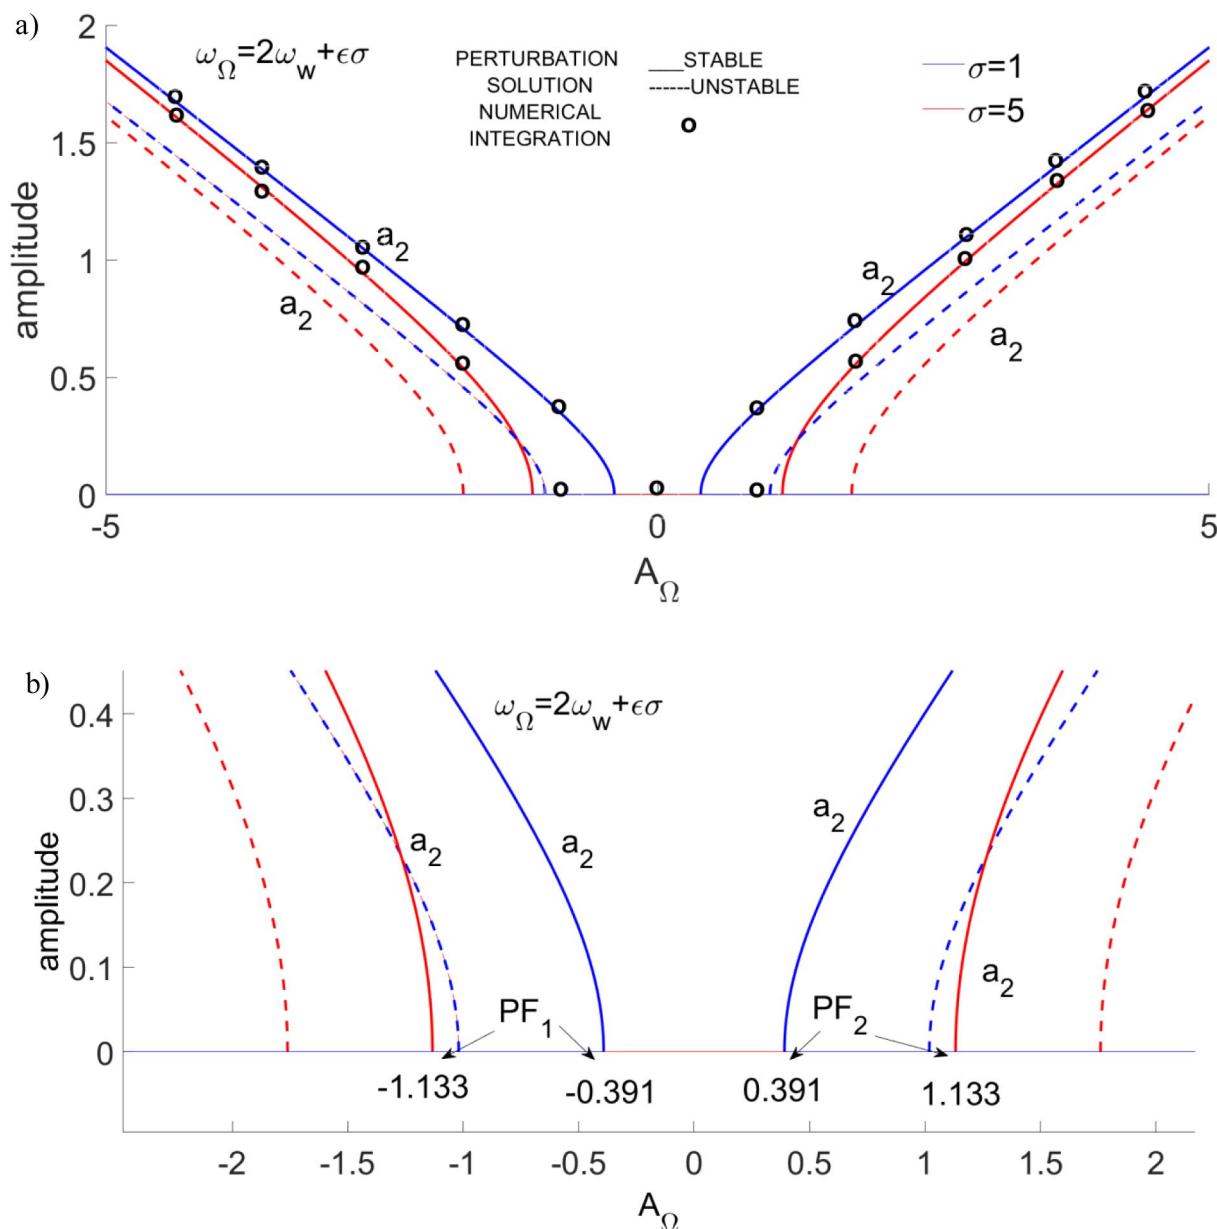 a)
ω_Ω=2ω_w+ϵσ
PERTURBATION
SOLUTION
NUMERICAL
INTEGRATION
STABLE
UNSTABLE
σ=1
σ=5
amplitude
2
1.5
1
0.5
0
a_2
a_2
a_2
a_2
-5
0
5
A_Ω
b)
ω_Ω=2ω_w+ϵσ
amplitude
0.4
0.3
0.2
0.1
0
a_2
a_2
a_2
a_2
PF_1
PF_2
-1.133
-0.391
0.391
1.133
-2
-1.5
-1
-0.5
0
0.5
1
1.5
2
A_Ω